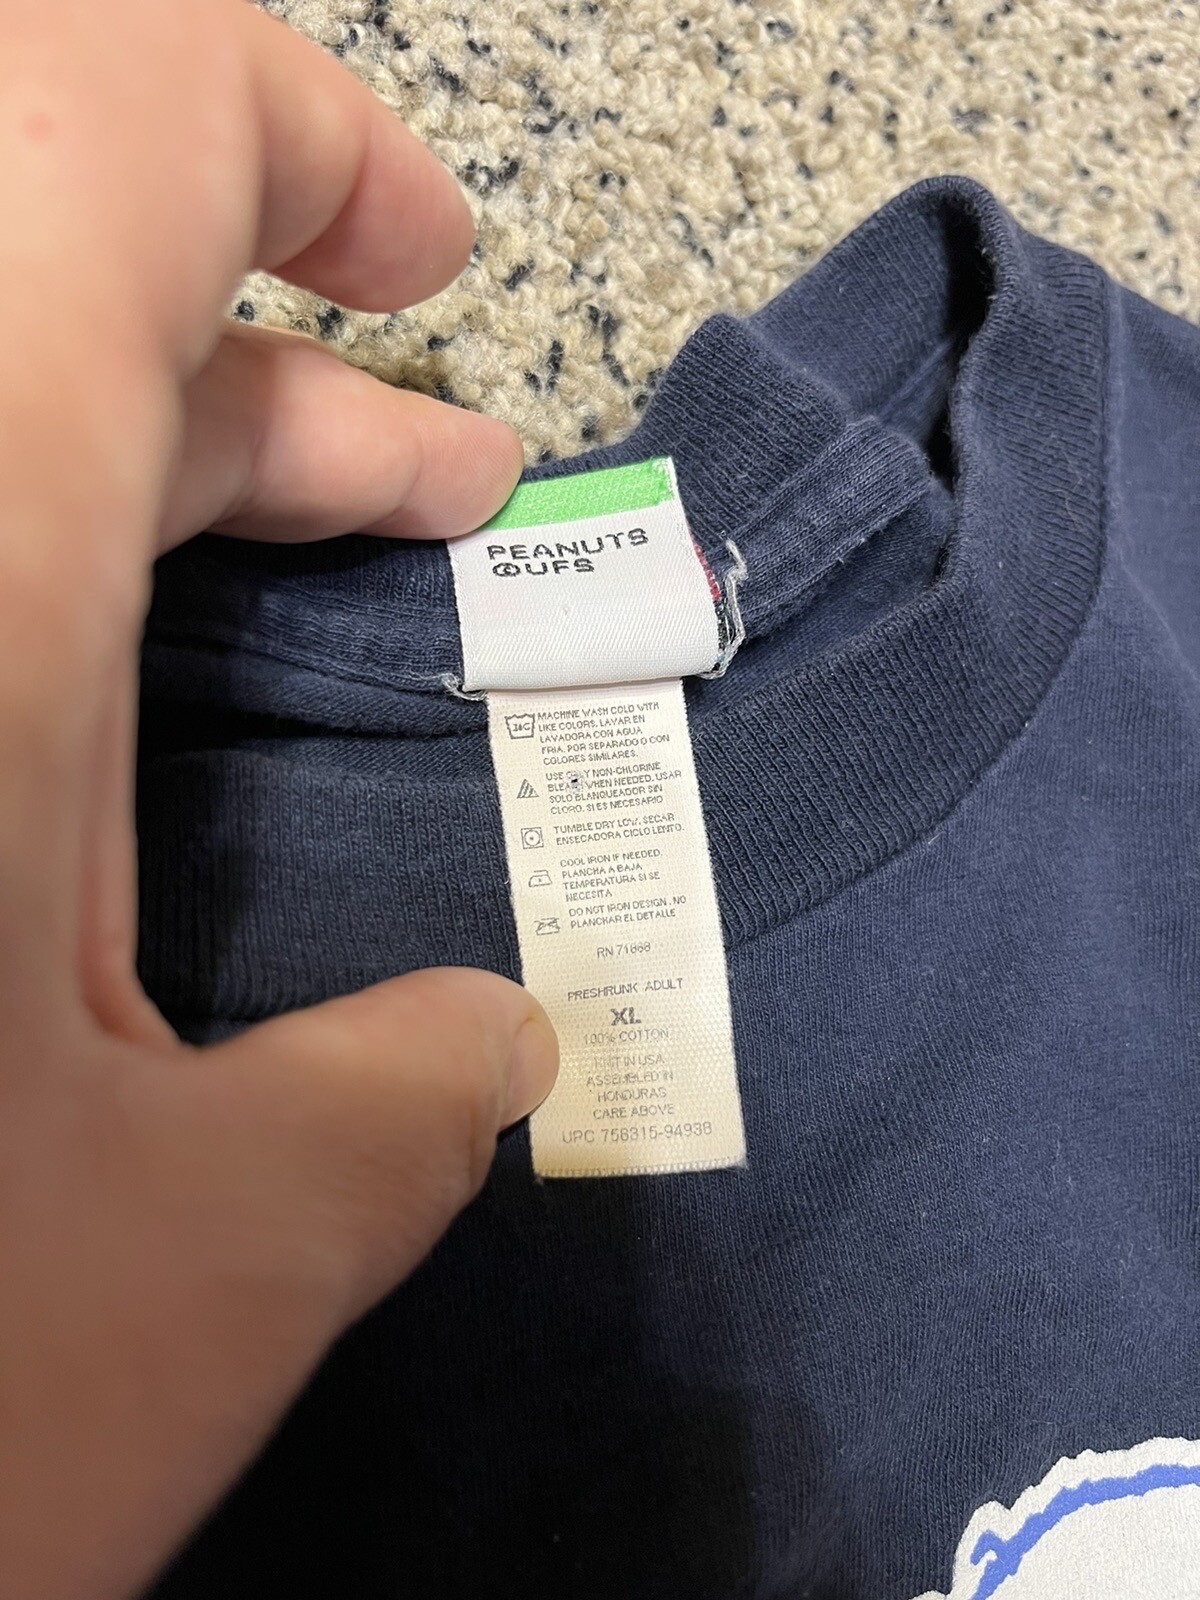 PEANUTS
© UFS
MACHINE WASH COLD WITH
LIKE COLORS. LAVAR EN
LAVADORA CON AGUA
FRIA. POR SEPARADO O CON
COLORES SIMILARES.
USE ONLY NON-CHLORINE
BLEACH WHEN NEEDED. USAR
SOLO BLANQUEADOR SIN
CLORO. SI ES NECESARIO
TUMBLE DRY LOW. SECAR
ENSECADORA CICLO LENTO.
COOL IRON IF NEEDED.
PLANCHA A BAJA
TEMPERATURA SI SE
NECESITA
DO NOT IRON DESIGN. NO
PLANCHAR EL DETALLE
RN 71868
PRESHRUNK ADULT
XL
100% COTTON
KNIT IN USA
ASSEMBLED IN
HONDURAS
CARE ABOVE
UPC 758315-94938